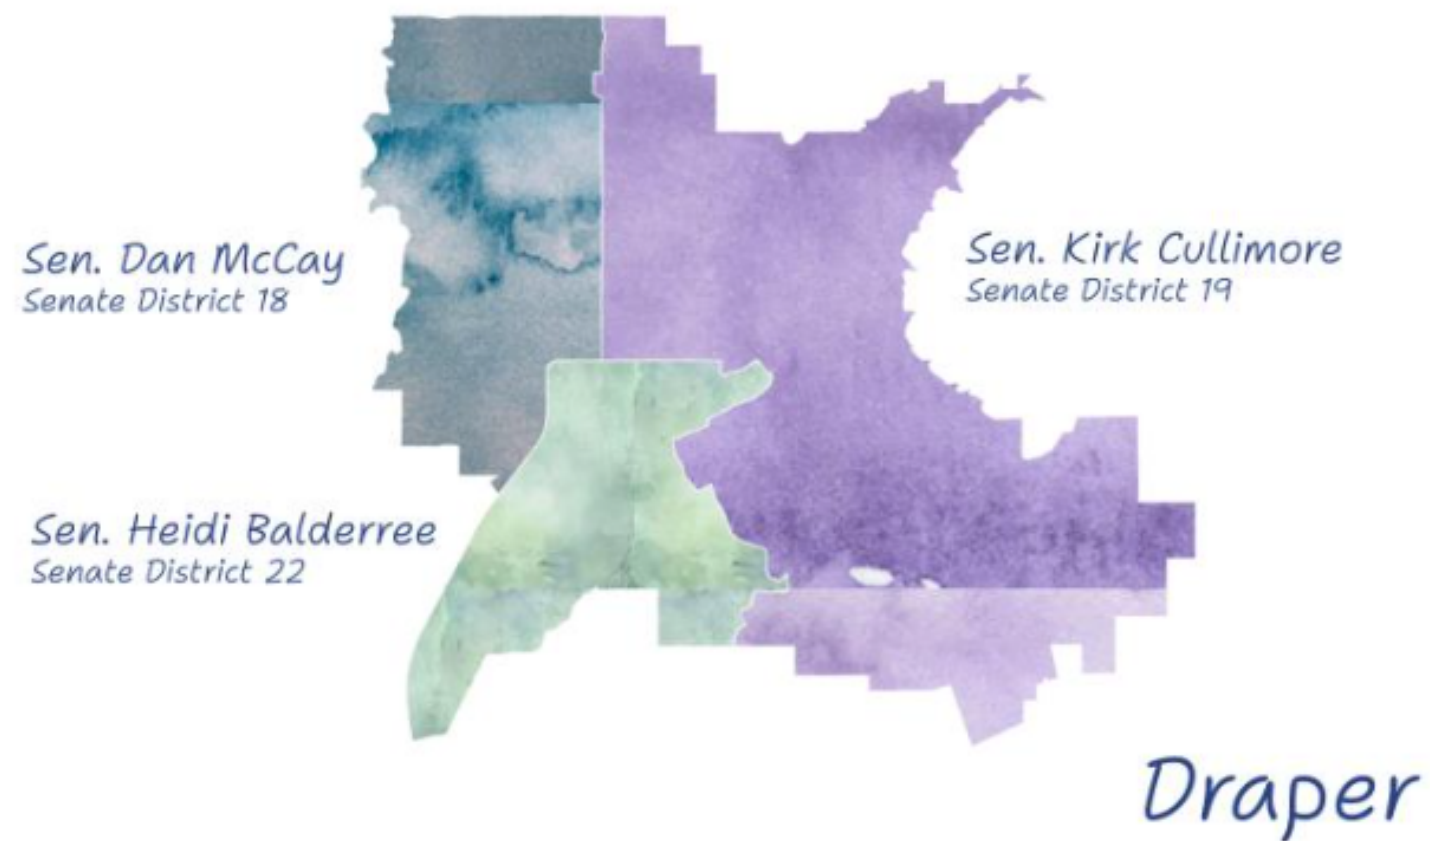 Sen. Dan McCay
Senate District 18
Sen. Kirk Cullimore
Senate District 19
Sen. Heidi Balderree
Senate District 22
Draper